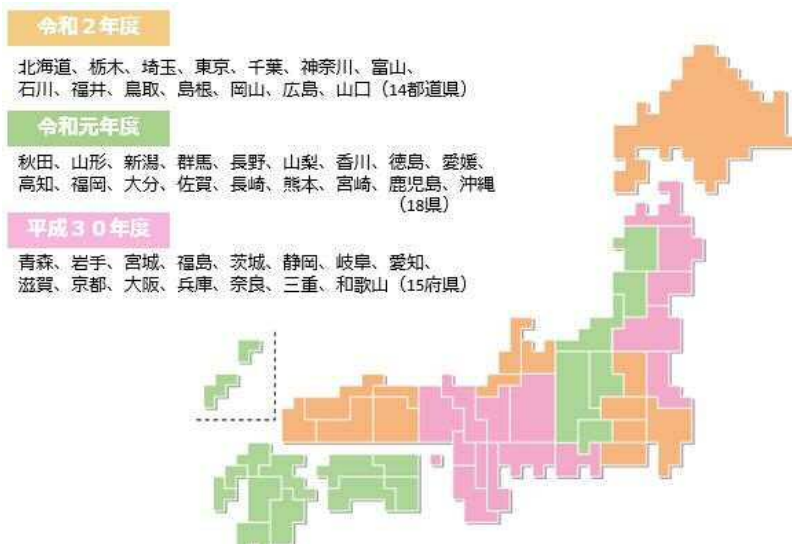 令和２年度
北海道、栃木、埼玉、東京、千葉、神奈川、富山、
石川、福井、鳥取、島根、岡山、広島、山口（14都道県）
令和元年度
秋田、山形、新潟、群馬、長野、山梨、香川、徳島、愛媛、
高知、福岡、大分、佐賀、長崎、熊本、宮崎、鹿児島、沖縄
（18県）
平成３０年度
青森、岩手、宮城、福島、茨城、静岡、岐阜、愛知、
滋賀、京都、大阪、兵庫、奈良、三重、和歌山（15府県）